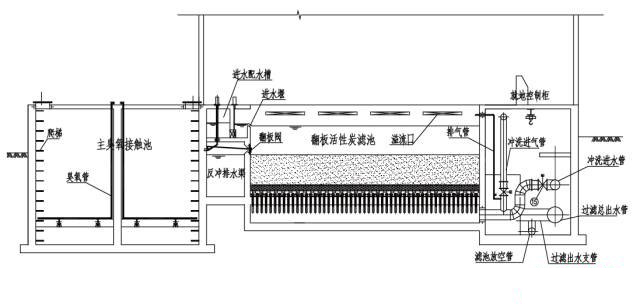 进水配水槽
进水堰
就地控制柜
爬梯
主臭氧接触池
翻板阀
翻板活性炭滤池
溢流口
排气管
冲洗进气管
臭氧管
反冲排水渠
冲洗进水管
过滤总出水管
滤池放空管
过滤出水支管